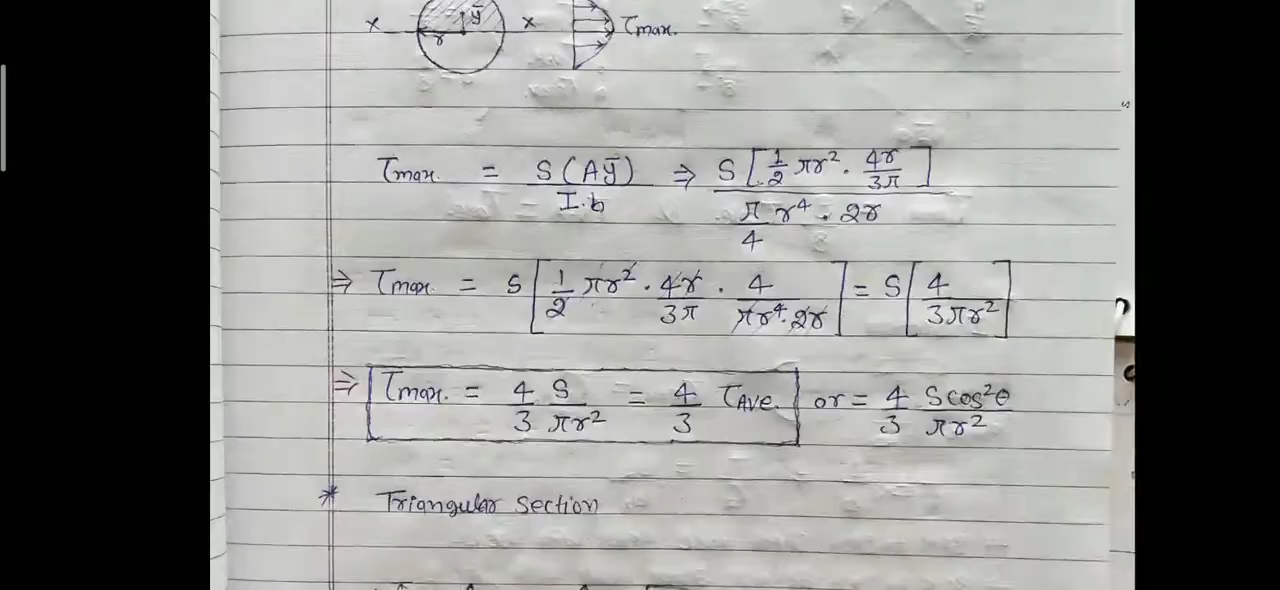 x x ȳ r τmax.
τmax. = S(Aȳ) / I.b ⇒ S[1/2 πr² · 4r/3π] / π/4 r⁴ · 2r
⇒ τmax. = S[1/2 πr² · 4r/3π · 4/πr⁴·2r] = S[4/3πr²]
⇒ τmax. = 4/3 S/πr² = 4/3 τAve. or = 4/3 Scos²θ/πr²
* Triangular Section